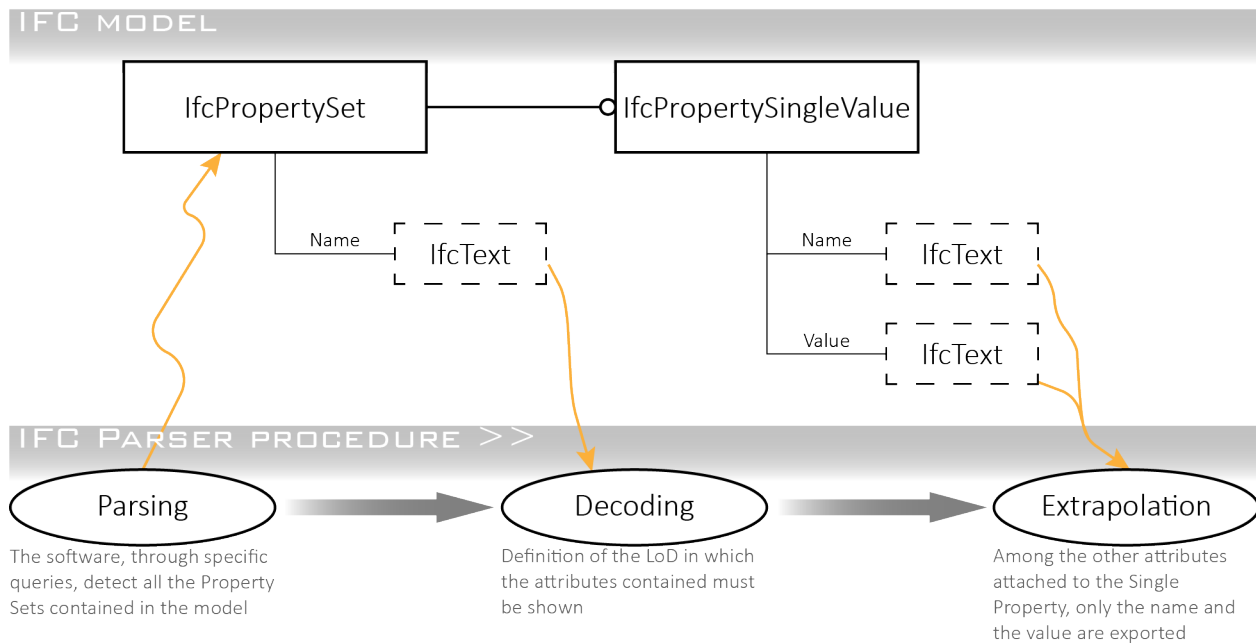 IFC MODEL
IfcPropertySet
IfcPropertySingleValue
Name
IfcText
Name
IfcText
Value
IfcText
IFC PARSER PROCEDURE >>
Parsing
Decoding
Extrapolation
The software, through specific
queries, detect all the Property
Sets contained in the model
Definition of the LoD in which
the attributes contained must
be shown
Among the other attributes
attached to the Single
Property, only the name and
the value are exported